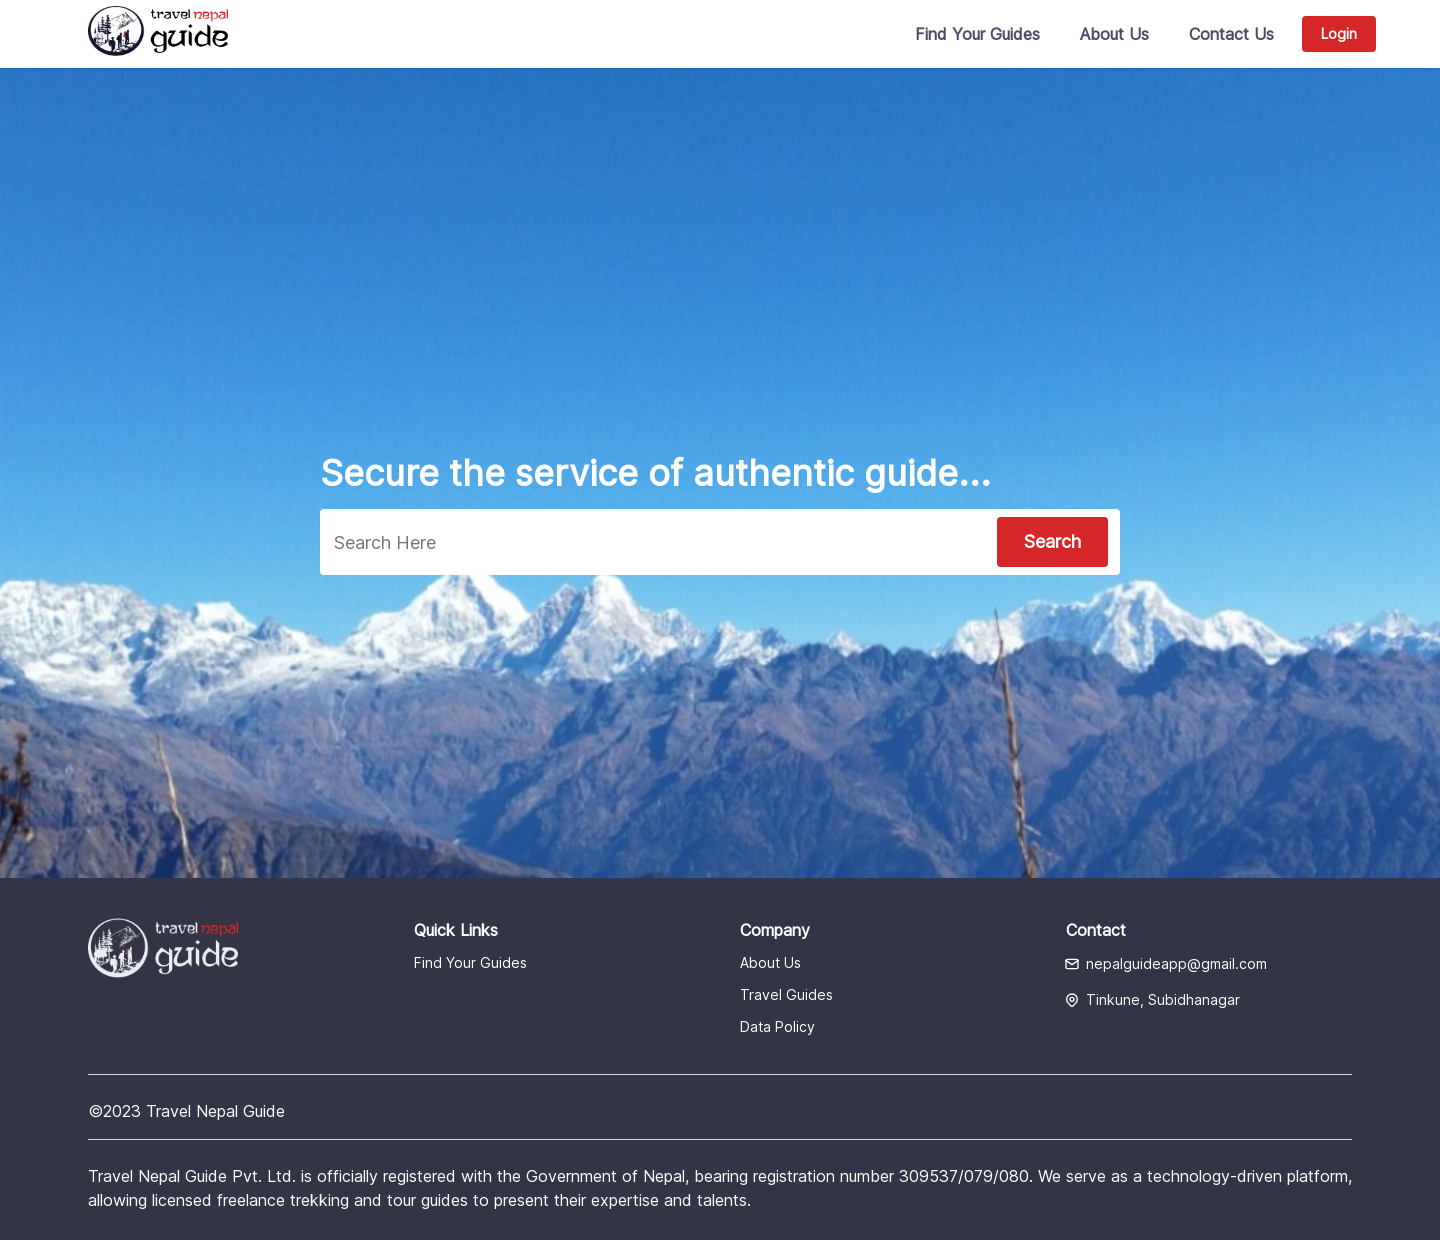 travel nepal
guide
Find Your Guides
About Us
Contact Us
Login
Secure the service of authentic guide...
Search Here
Search
travel nepal
guide
Quick Links
Find Your Guides
Company
About Us
Travel Guides
Data Policy
Contact
nepalguideapp@gmail.com
Tinkune, Subidhanagar
©2023 Travel Nepal Guide
Travel Nepal Guide Pvt. Ltd. is officially registered with the Government of Nepal, bearing registration number 309537/079/080. We serve as a technology-driven platform,
allowing licensed freelance trekking and tour guides to present their expertise and talents.